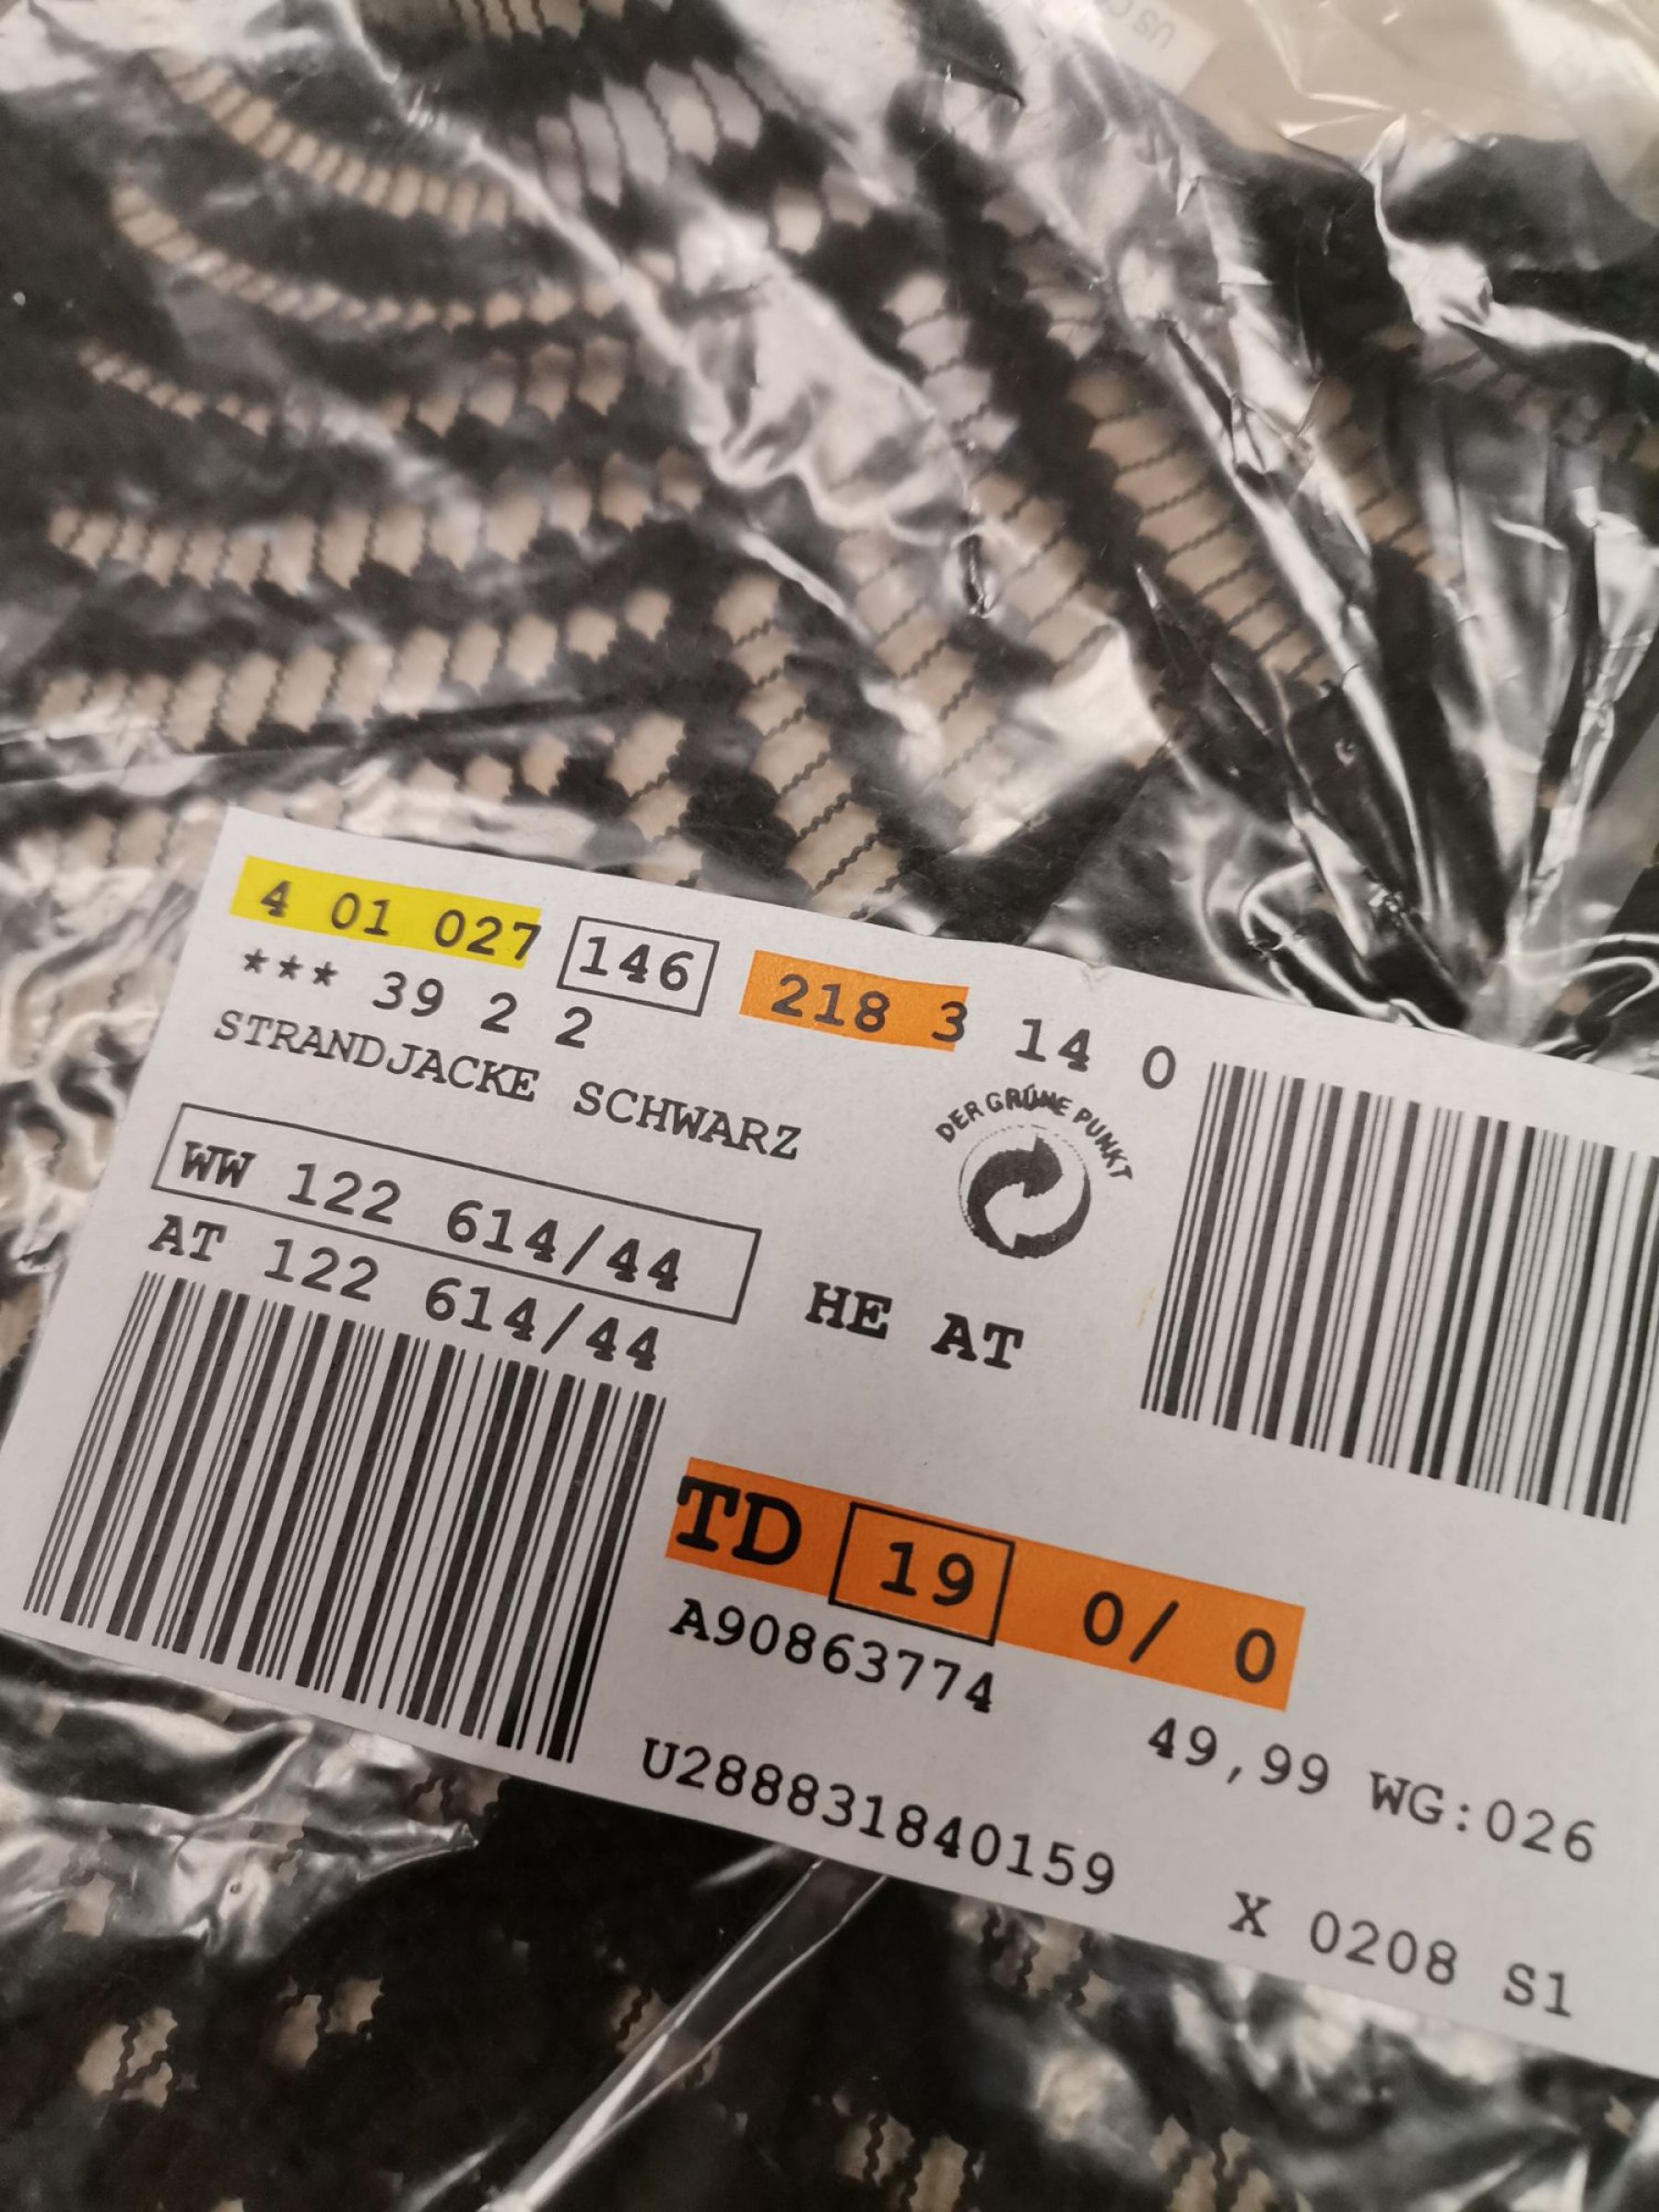 4 01 027 146 218 3 14 0
*** 39 2 2
STRANDJACKE SCHWARZ
DER GRÜNE PUNKT
WW 122 614/44
AT 122 614/44
HE AT
TD 19 0/ 0
A90863774
49,99 WG:026
U288831840159
X 0208 S1